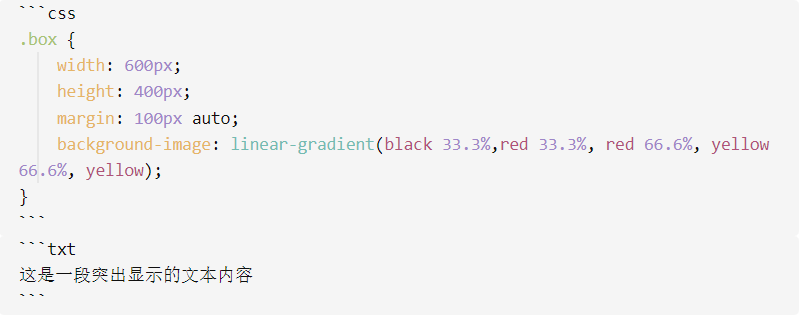 ```css
.box {
    width: 600px;
    height: 400px;
    margin: 100px auto;
    background-image: linear-gradient(black 33.3%,red 33.3%, red 66.6%, yellow
66.6%, yellow);
}
```
```txt
这是一段突出显示的文本内容
```